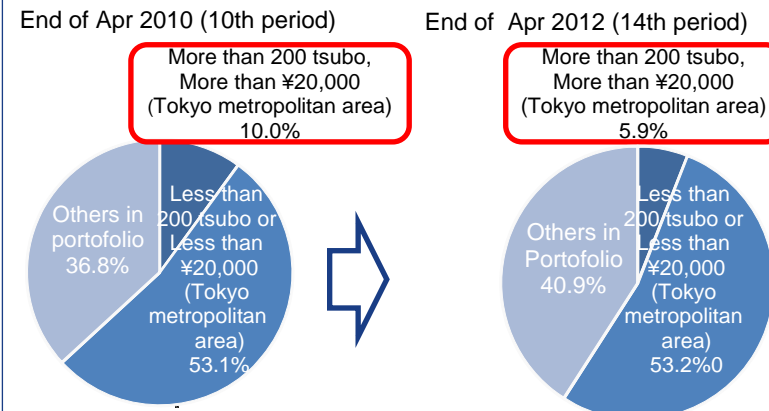 End of Apr 2010 (10th period)
More than 200 tsubo,
More than ¥20,000
(Tokyo metropolitan area)
10.0%
Less than
200 tsubo or
Less than
¥20,000
(Tokyo
metropolitan
area)
53.1%
Others in
portofolio
36.8%
End of Apr 2012 (14th period)
More than 200 tsubo,
More than ¥20,000
(Tokyo metropolitan area)
5.9%
Less than
200 tsubo or
Less than
¥20,000
(Tokyo
metropolitan
area)
53.2%0
Others in
Portofolio
40.9%